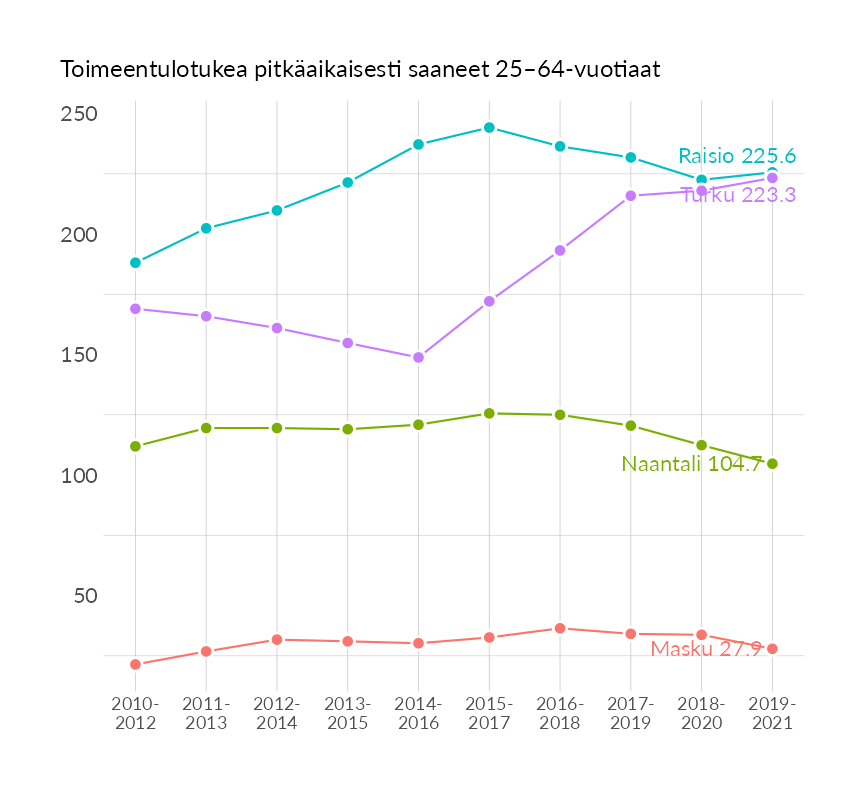 Toimeentulotukea pitkäaikaisesti saaneet 25–64-vuotiaat
250
Raisio 225.6
Turku 223.3
200
150
Naantali 104.7
100
50
Masku 27.9
2010- 2011- 2012- 2013- 2014- 2015- 2016- 2017- 2018- 2019-
2012 2013 2014 2015 2016 2017 2018 2019 2020 2021